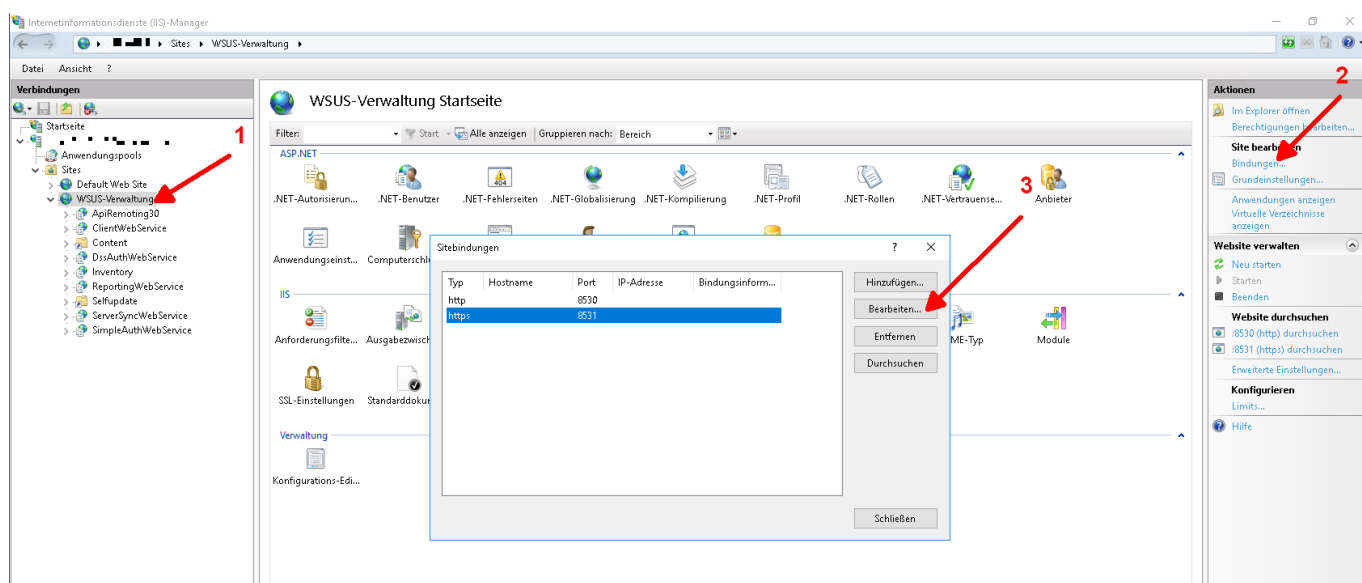 Internetinformationsdienste (IIS)-Manager
Sites WSUS-Verwaltung
Datei Ansicht ?
Verbindungen
Startseite
Anwendungspools
Sites
Default Web Site
WSUS-Verwaltung
ApiRemoting30
ClientWebService
Content
DssAuthWebService
Inventory
ReportingWebService
Selfupdate
ServerSyncWebService
SimpleAuthWebService
1
WSUS-Verwaltung Startseite
Filter: Start Alle anzeigen Gruppieren nach: Bereich
ASP.NET
404
.NET-Autorisierun... .NET-Benutzer .NET-Fehlerseiten .NET-Globalisierung .NET-Kompilierung .NET-Profil .NET-Rollen .NET-Vertrauense... Anbieter
Anwendungseinst... Computerschlü
IIS
Anforderungsfilte... Ausgabezwisch ME-Typ Module
SSL-Einstellungen Standarddokur
Verwaltung
Konfigurations-Edi...
3
Sitebindungen
? 
Typ Hostname Port IP-Adresse Bindungsinform...
http 8530
https 8531
Hinzufügen...
Bearbeiten...
Entfernen
Durchsuchen
Schließen
2
Aktionen
Im Explorer öffnen
Berechtigungen bearbeiten...
Site bearbeiten
Bindungen...
Grundeinstellungen...
Anwendungen anzeigen
Virtuelle Verzeichnisse
anzeigen
Website verwalten
Neu starten
Starten
Beenden
Website durchsuchen
:8530 (http) durchsuchen
:8531 (https) durchsuchen
Erweiterte Einstellungen...
Konfigurieren
Limits...
Hilfe